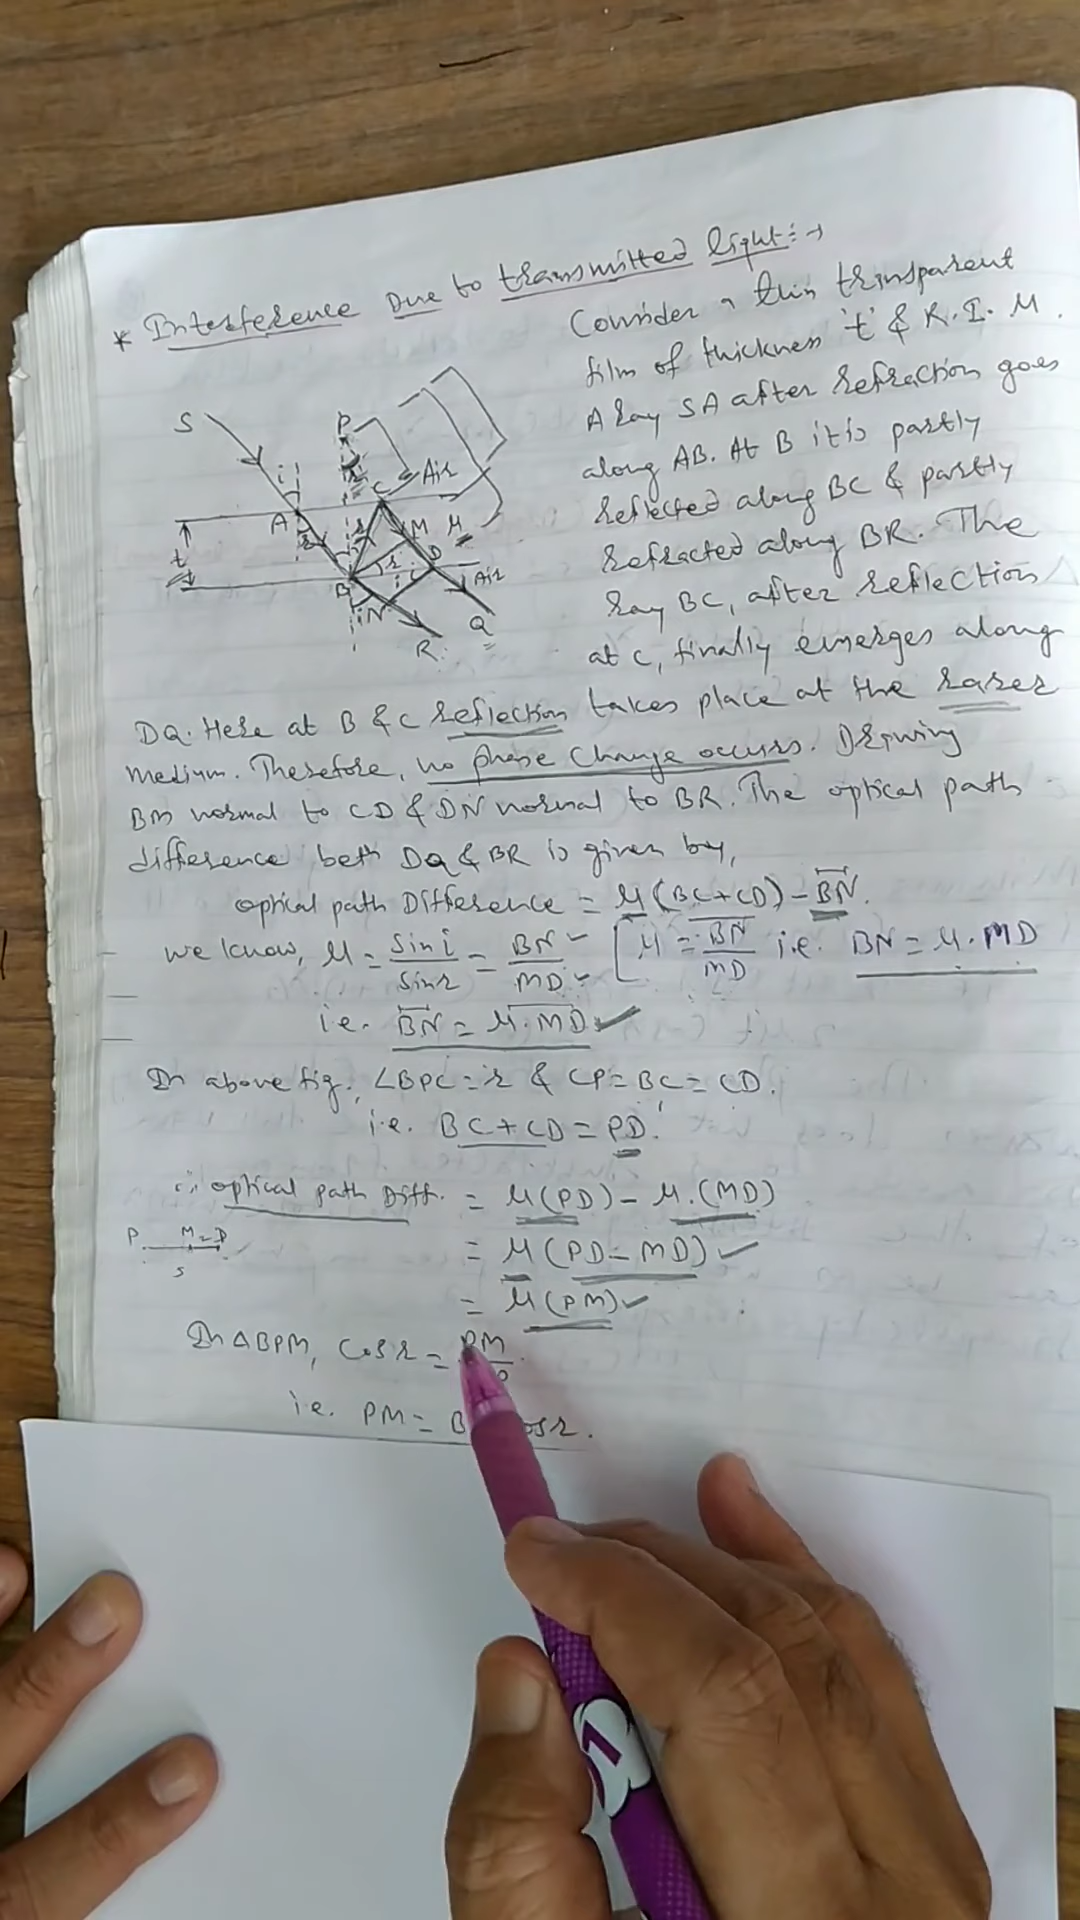 * Interference Due to transmitted light :→
Consider a thin transparent
film of thickness 't' & R.I. μ.
A ray SA after refraction goes
along AB. At B it is partly
reflected along BC & partly
refracted along BR. The
ray BC, after reflection
at C, finally emerges along
S
P
i
Air
C
A
r
M
μ
t
r
D
Air
B
i
N
Q
R
DQ. Here at B & C reflection takes place at the rarer
medium. Therefore, no phase change occurs. Drawing
BM normal to CD & DN normal to BR. The optical path
difference betn DQ & BR is given by,
optical path Difference = μ(BC+CD) - BN.
we know, μ = Sin i / Sin r = BN / MD [ μ = BN / MD i.e. BN = μ. MD
i.e. BN = μ. MD ✓
In above fig. ∠BPC = r & CP = BC = CD.
i.e. BC + CD = PD.
∴ optical path Diff. = μ(PD) - μ.(MD)
P M D
= μ(PD - MD) ✓
S
= μ(PM) ✓
In ΔBPM, Cos r = PM
i.e. PM = B os r.
1